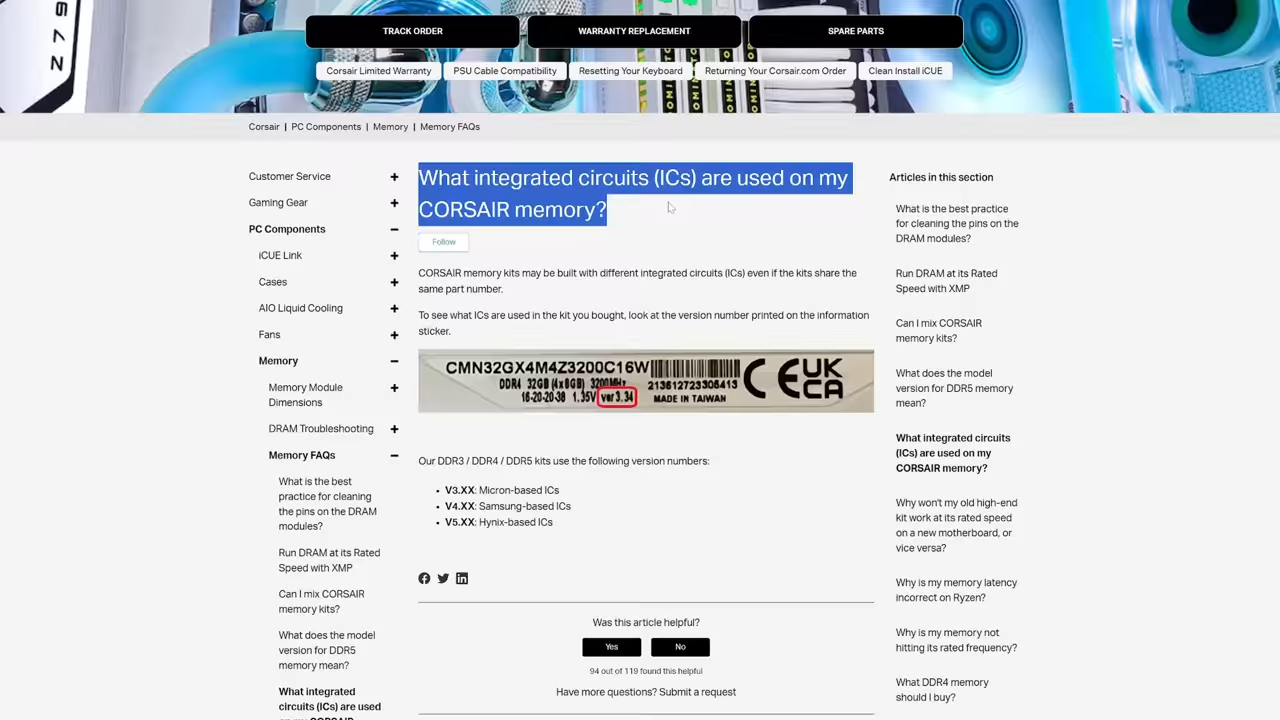 TRACK ORDER
WARRANTY REPLACEMENT
SPARE PARTS
Corsair Limited Warranty
PSU Cable Compatibility
Resetting Your Keyboard
Returning Your Corsair.com Order
Clean Install iCUE
Corsair | PC Components | Memory | Memory FAQs
Customer Service +
Gaming Gear +
PC Components –
iCUE Link +
Cases +
AIO Liquid Cooling +
Fans +
Memory –
Memory Module
Dimensions +
DRAM Troubleshooting +
Memory FAQs –
What is the best
practice for cleaning
the pins on the DRAM
modules?
Run DRAM at its Rated
Speed with XMP
Can I mix CORSAIR
memory kits?
What does the model
version for DDR5
memory mean?
What integrated
circuits (ICs) are used
What integrated circuits (ICs) are used on my
CORSAIR memory?
Follow
CORSAIR memory kits may be built with different integrated circuits (ICs) even if the kits share the
same part number.
To see what ICs are used in the kit you bought, look at the version number printed on the information
sticker.
CMN32GX4M4Z3200C16W
DDR4 32GB (4x8GB) 3200MHz
16-20-20-38 1.35V ver3.34
213612723305413
MADE IN TAIWAN
CE UK
CA
Our DDR3 / DDR4 / DDR5 kits use the following version numbers:
• V3.XX: Micron-based ICs
• V4.XX: Samsung-based ICs
• V5.XX: Hynix-based ICs
Was this article helpful?
Yes
No
94 out of 119 found this helpful
Have more questions? Submit a request
Articles in this section
What is the best practice
for cleaning the pins on the
DRAM modules?
Run DRAM at its Rated
Speed with XMP
Can I mix CORSAIR
memory kits?
What does the model
version for DDR5 memory
mean?
What integrated circuits
(ICs) are used on my
CORSAIR memory?
Why won't my old high-end
kit work at its rated speed
on a new motherboard, or
vice versa?
Why is my memory latency
incorrect on Ryzen?
Why is my memory not
hitting its rated frequency?
What DDR4 memory
should I buy?